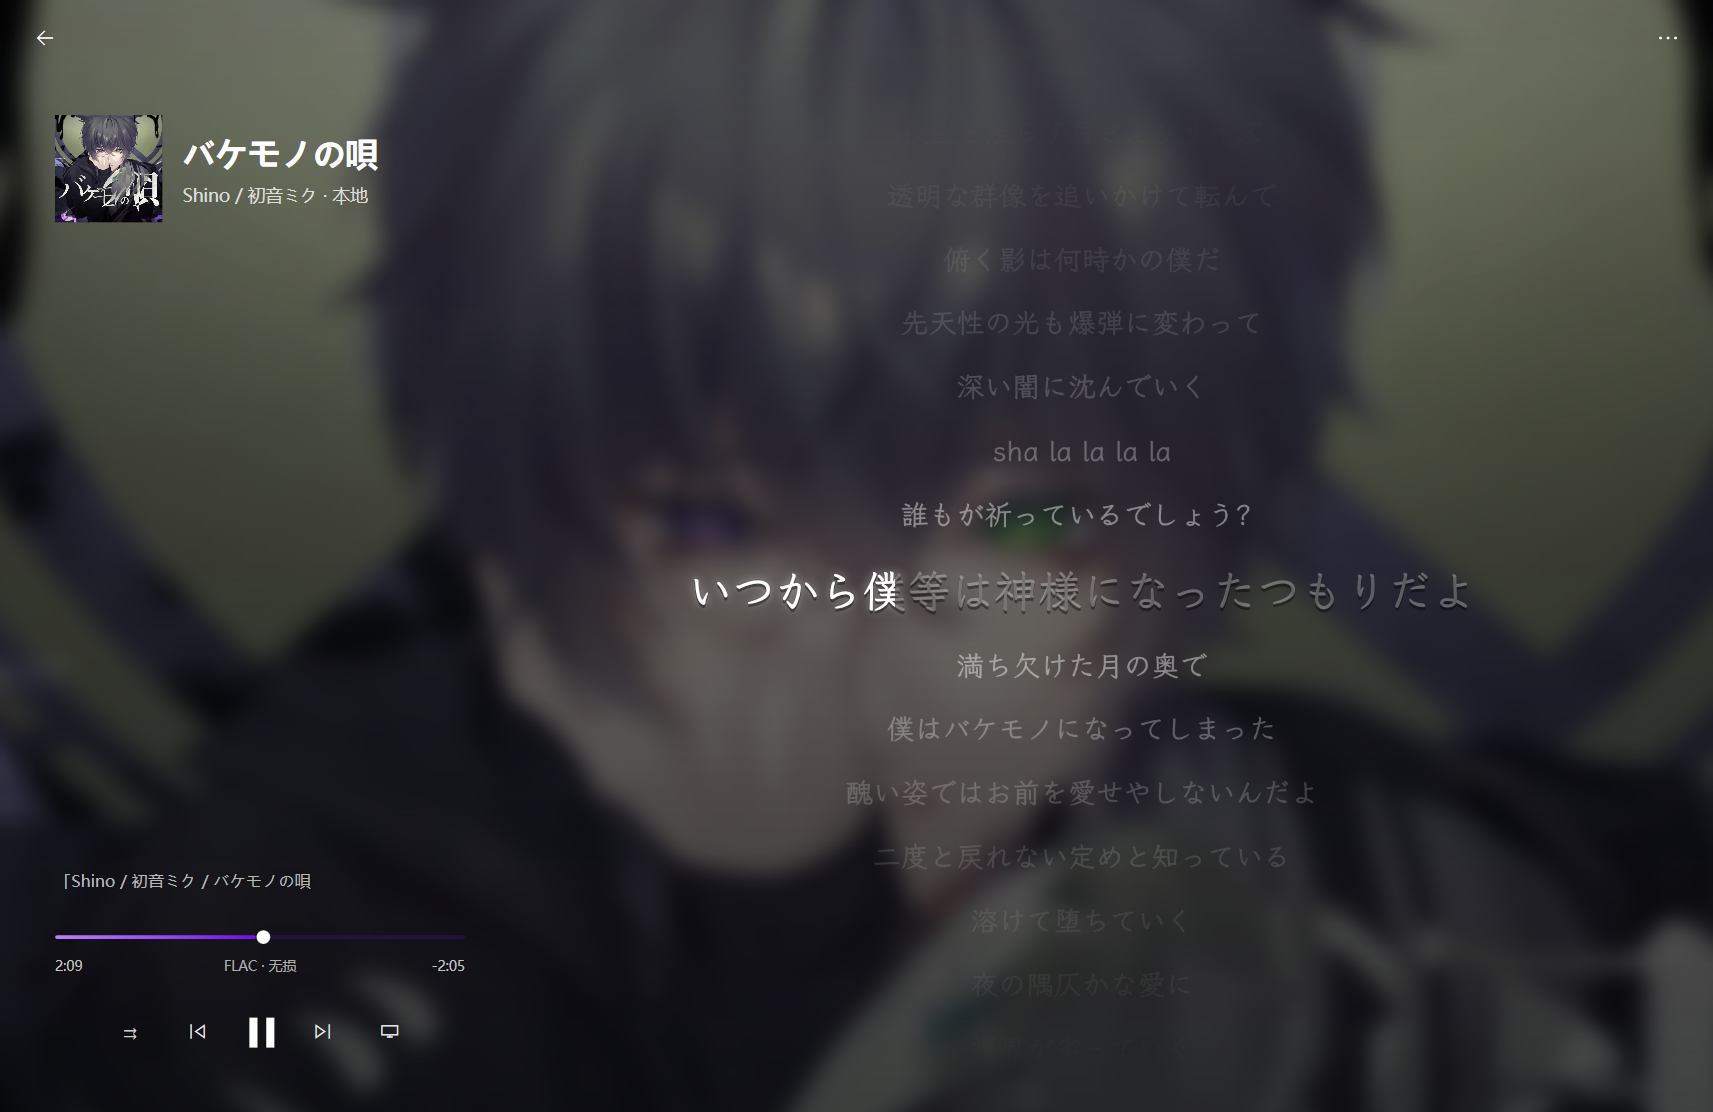 バケモノの唄
バケモノの唄
Shino / 初音ミク · 本地
透明な群像を追いかけて転んで
俯く影は何時かの僕だ
先天性の光も爆弾に変わって
深い闇に沈んでいく
sha la la la la
誰もが祈っているでしょう?
いつから僕等は神様になったつもりだよ
満ち欠けた月の奥で
僕はバケモノになってしまった
醜い姿ではお前を愛せやしないんだよ
二度と戻れない定めと知っている
溶けて堕ちていく
夜の隅仄かな愛に
「Shino / 初音ミク / バケモノの唄
2:09
FLAC · 无损
-2:05